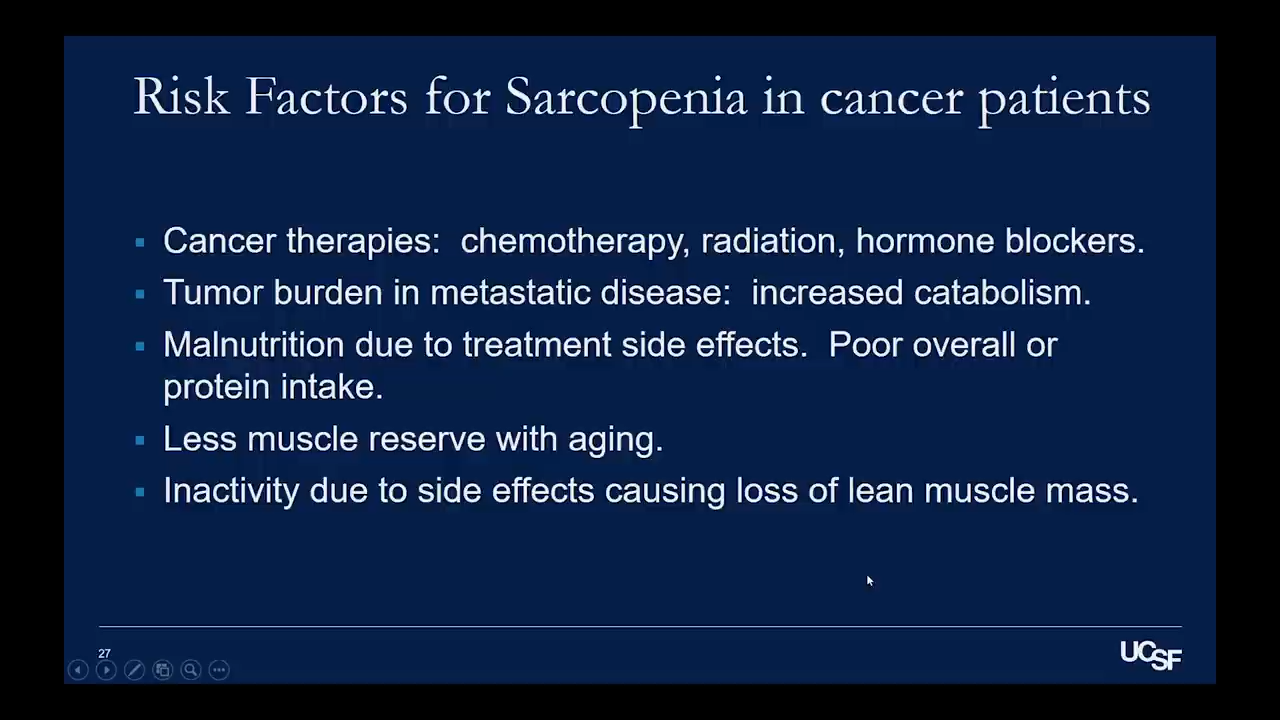 Risk Factors for Sarcopenia in cancer patients
▪ Cancer therapies:  chemotherapy, radiation, hormone blockers.
▪ Tumor burden in metastatic disease:  increased catabolism.
▪ Malnutrition due to treatment side effects.  Poor overall or
protein intake.
▪ Less muscle reserve with aging.
▪ Inactivity due to side effects causing loss of lean muscle mass.
27
UCSF